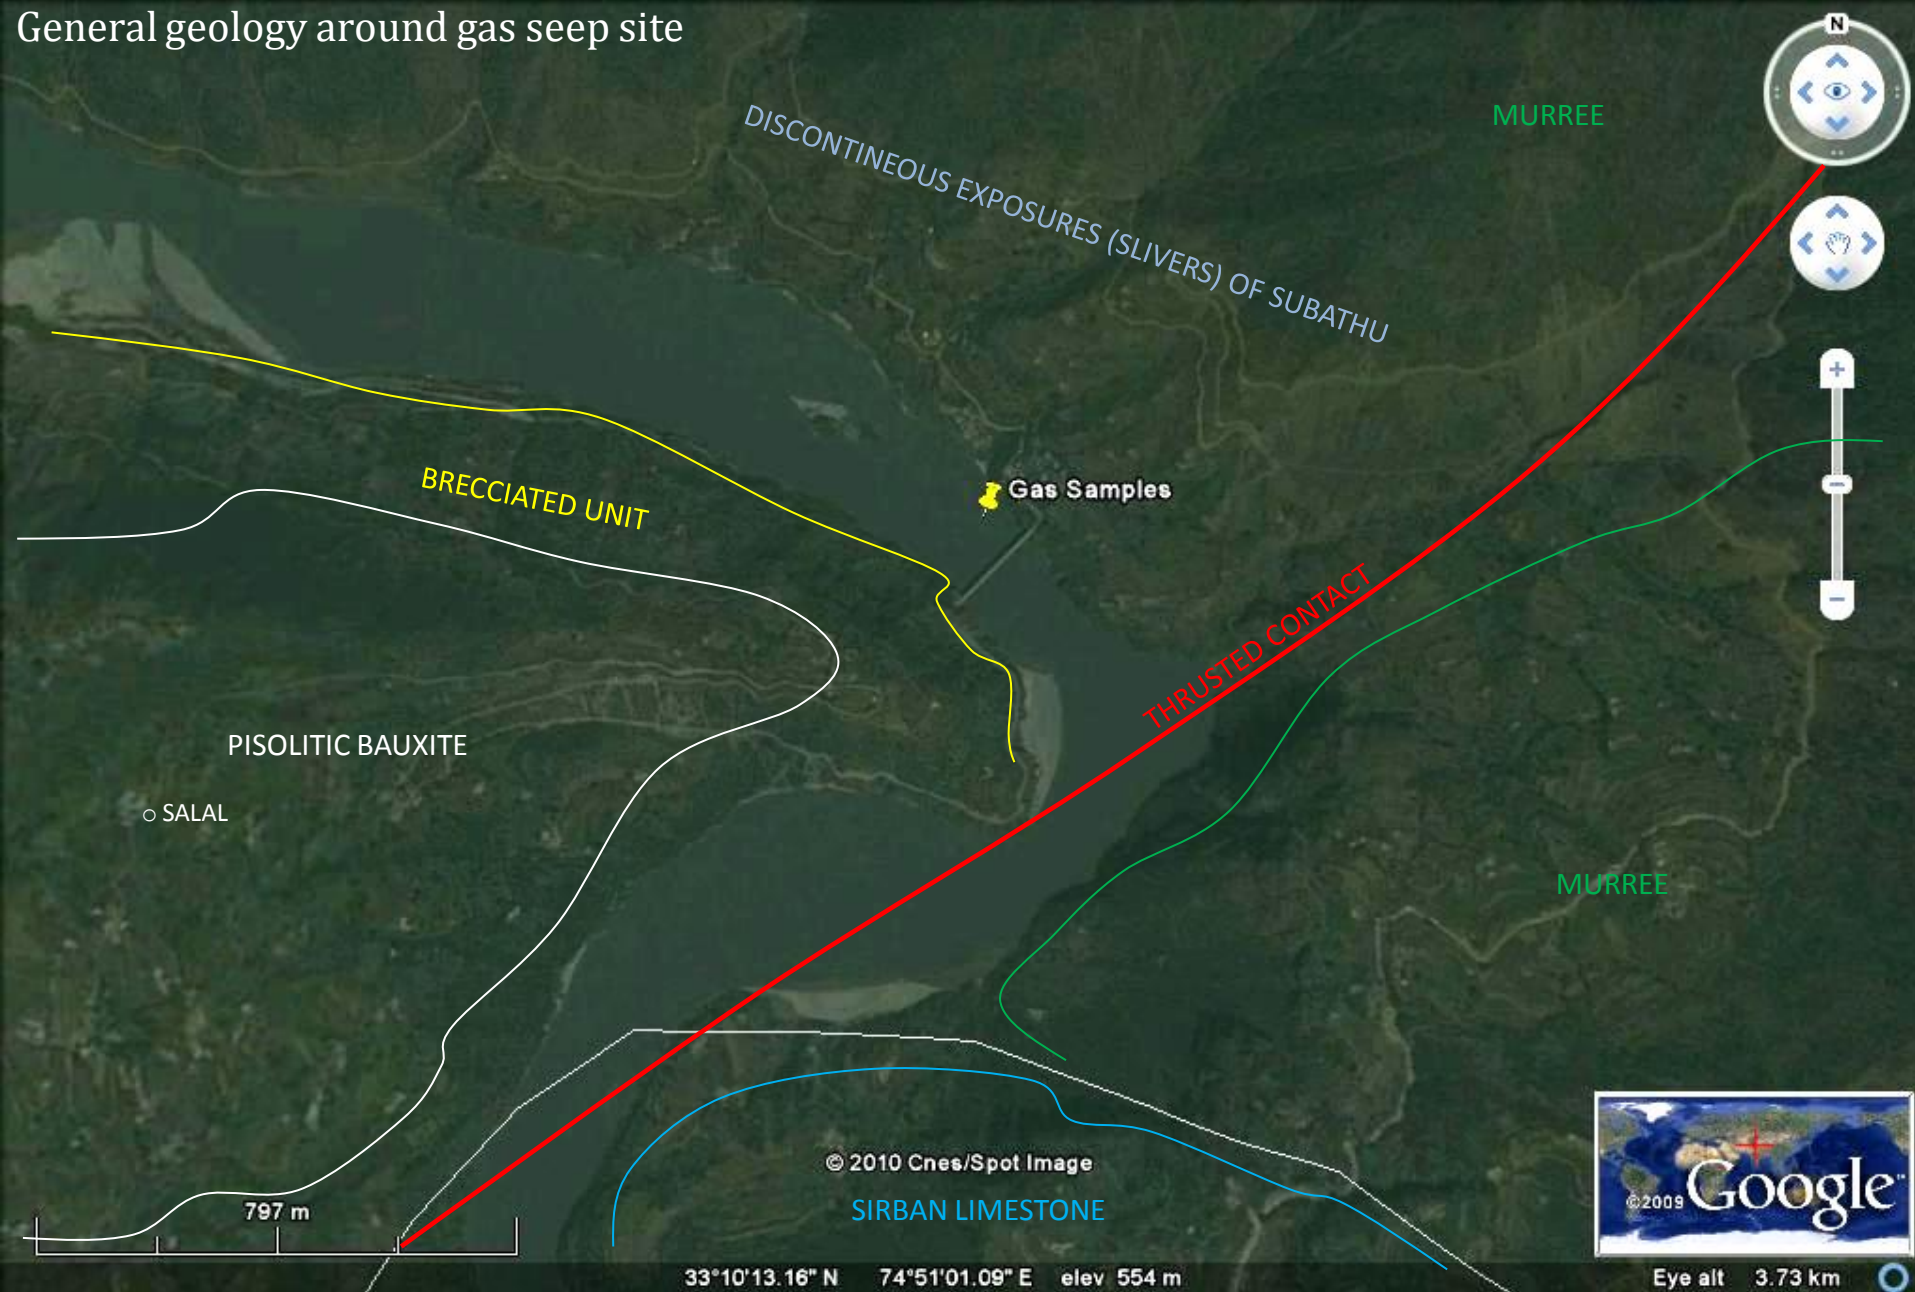 General geology around gas seep site
N
MURREE
DISCONTINEOUS EXPOSURES (SLIVERS) OF SUBATHU
BRECCIATED UNIT
Gas Samples
THRUSTED CONTACT
PISOLITIC BAUXITE
SALAL
MURREE
© 2010 Cnes/Spot Image
SIRBAN LIMESTONE
797 m
©2009 Google™
33°10'13.16" N 74°51'01.09" E elev 554 m
Eye alt 3.73 km